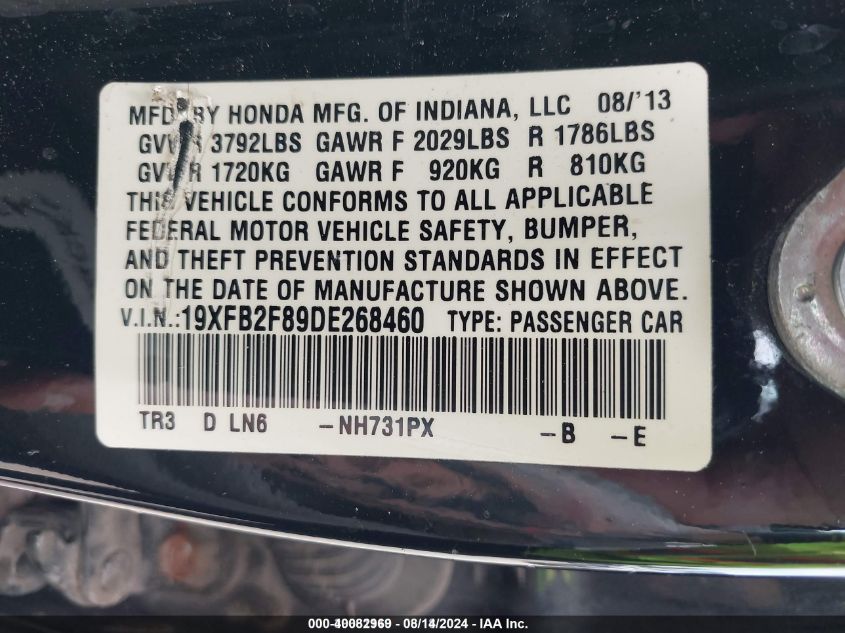 MFD BY HONDA MFG. OF INDIANA, LLC 08/'13
GVWR 3792LBS GAWR F 2029LBS R 1786LBS
GVWR 1720KG GAWR F 920KG R 810KG
THIS VEHICLE CONFORMS TO ALL APPLICABLE
FEDERAL MOTOR VEHICLE SAFETY, BUMPER,
AND THEFT PREVENTION STANDARDS IN EFFECT
ON THE DATE OF MANUFACTURE SHOWN ABOVE.
V.I.N.:19XFB2F89DE268460 TYPE: PASSENGER CAR
TR3 D LN6 -NH731PX -B -E
08/14/2024 - IAA Inc.